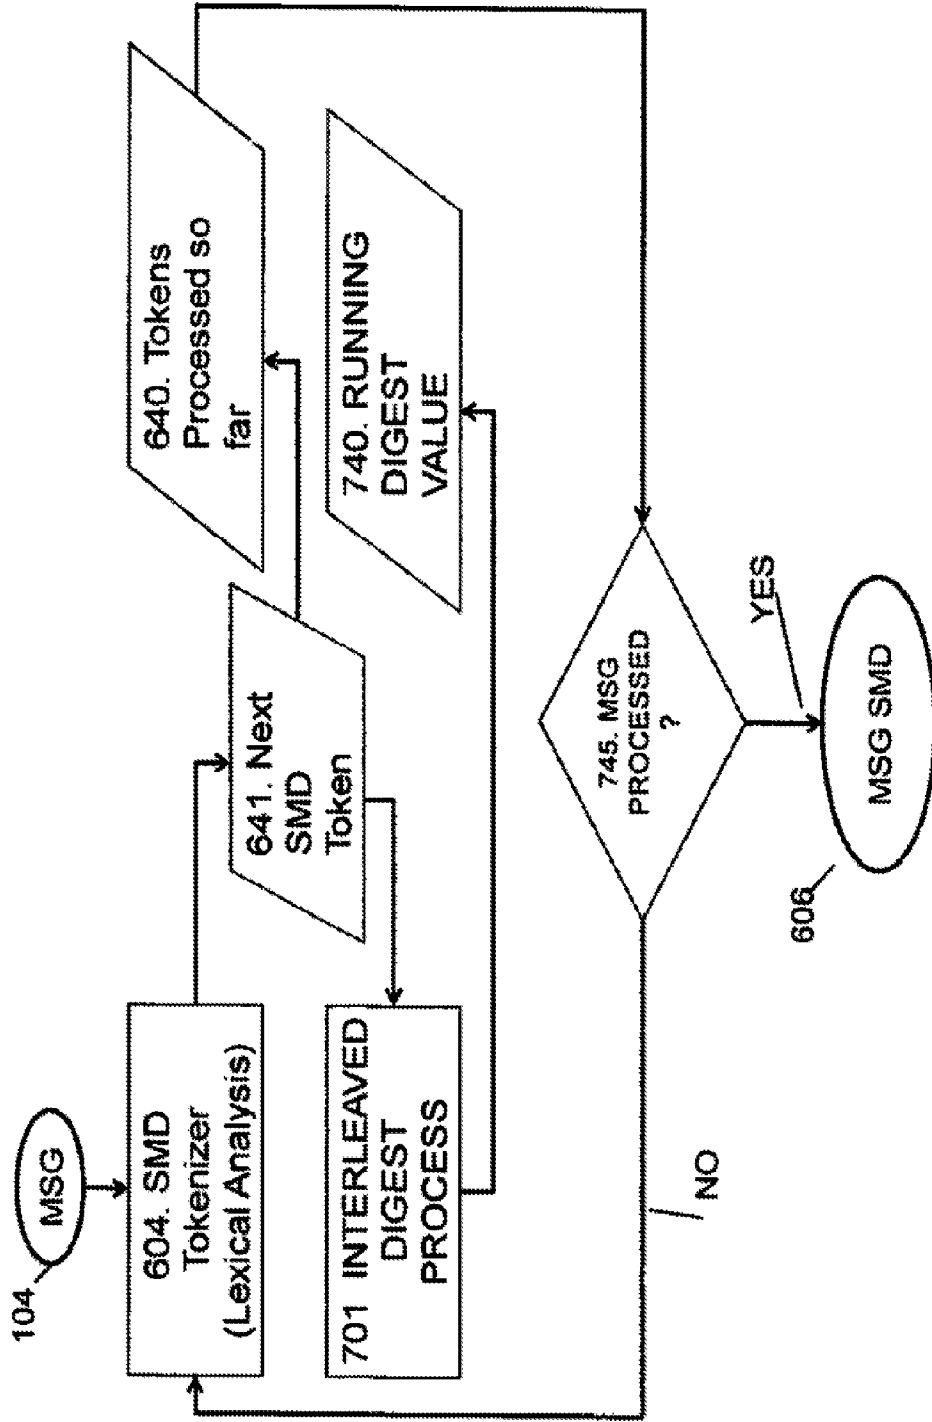 104
MSG
604. SMD
Tokenizer
(Lexical Analysis)
641. Next
SMD
Token
640. Tokens
Processed so
far
701 INTERLEAVED
DIGEST
PROCESS
740. RUNNING
DIGEST
VALUE
745. MSG
PROCESSED
?
NO
YES
606
MSG SMD